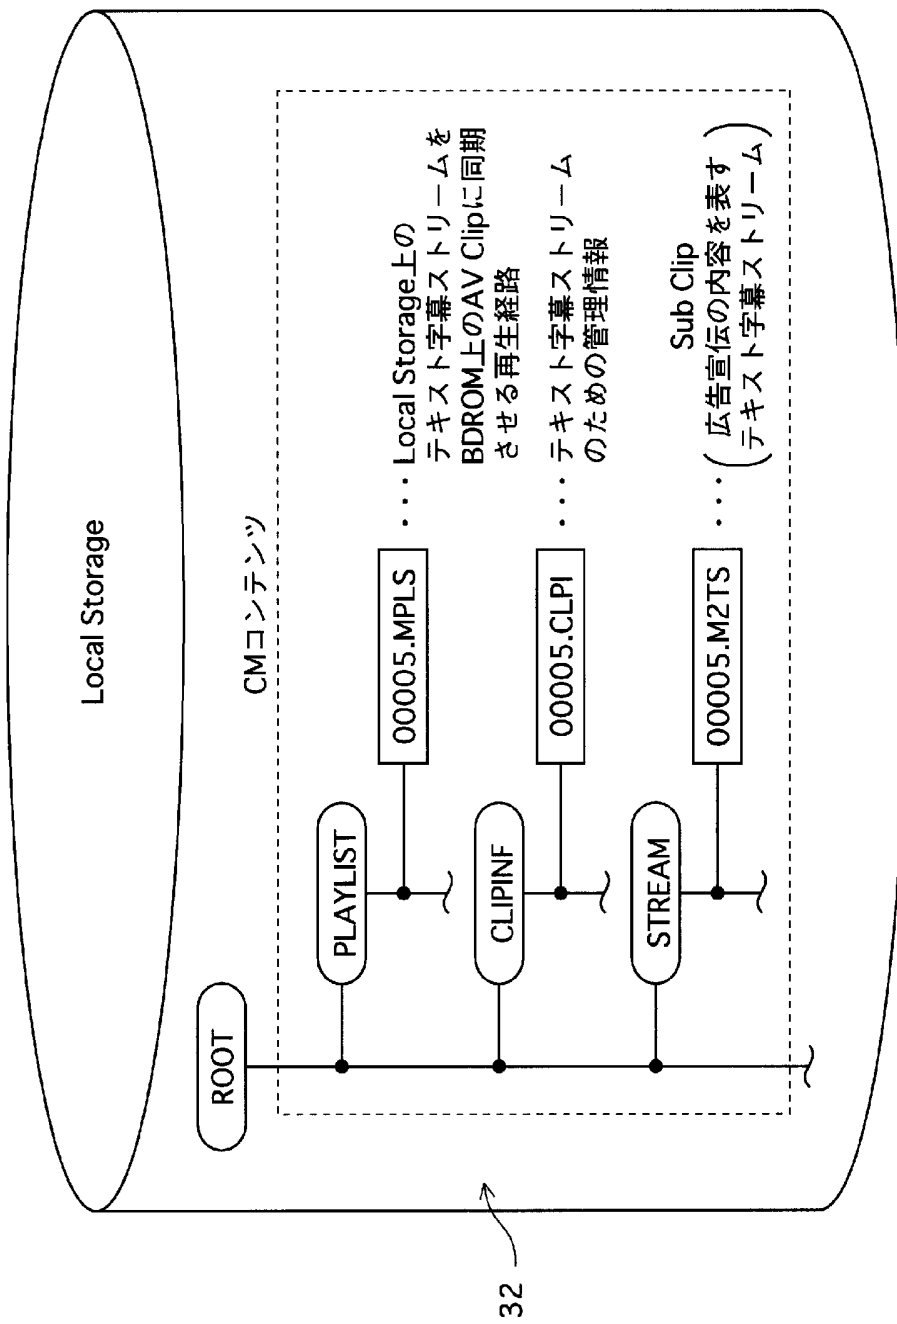 Local Storage
CMコンテンツ
ROOT
PLAYLIST
00005.MPLS
・・・
Local Storage上の
テキスト字幕ストリームを
BDROM上のAV Clipに同期
させる再生経路
CLIPINF
00005.CLPI
・・・
テキスト字幕ストリーム
のための管理情報
STREAM
00005.M2TS
・・・
Sub Clip
(広告宣伝の内容を表す
テキスト字幕ストリーム)
32